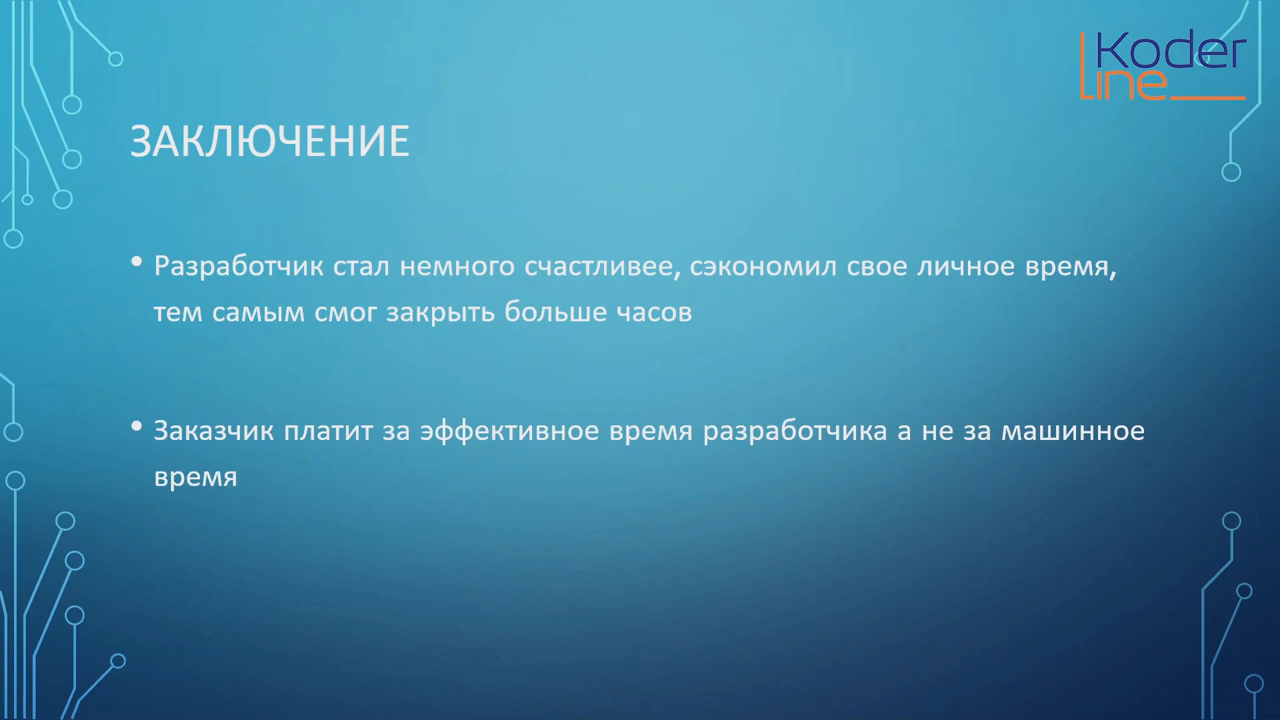 Koder
line
ЗАКЛЮЧЕНИЕ
• Разработчик стал немного счастливее, сэкономил свое личное время,
тем самым смог закрыть больше часов
• Заказчик платит за эффективное время разработчика а не за машинное
время